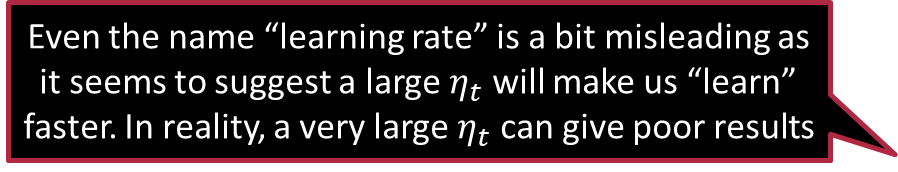 Even the name “learning rate” is a bit misleading as
it seems to suggest a large 𝜂𝑡 will make us “learn”
faster. In reality, a very large 𝜂𝑡 can give poor results